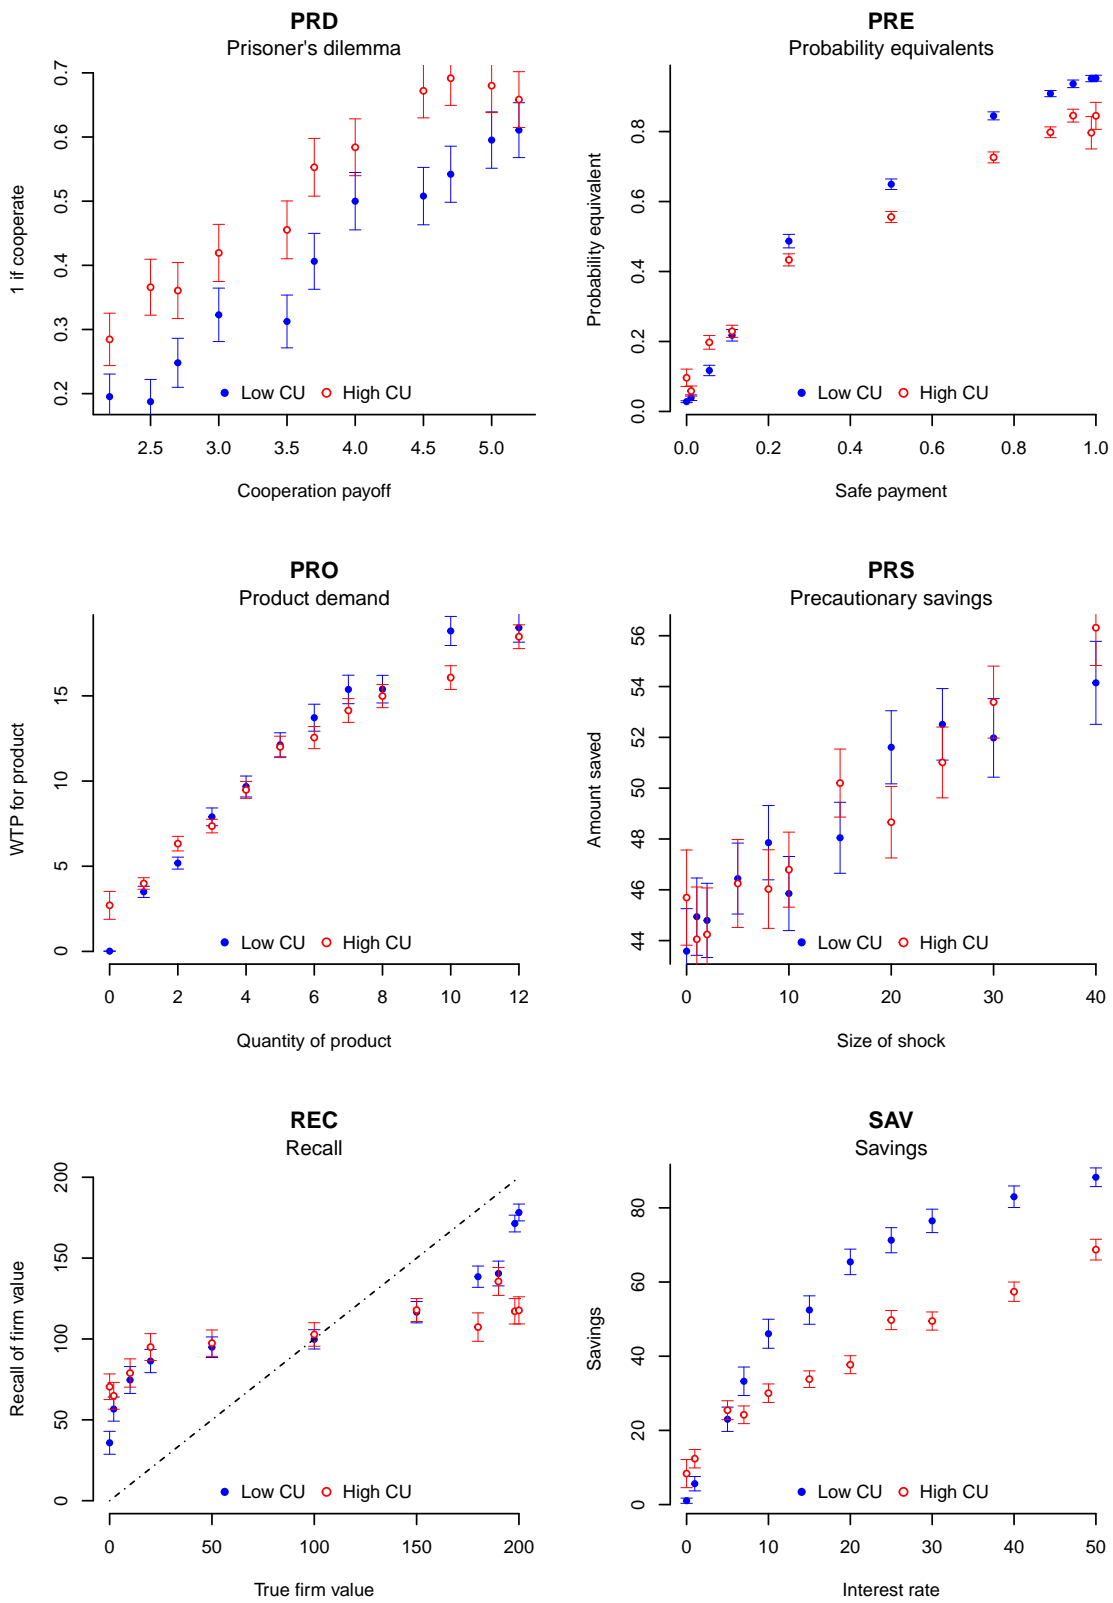 PRD
Prisoner's dilemma
1 if cooperate
0.7
0.6
0.5
0.4
0.3
0.2
Low CU High CU
2.5 3.0 3.5 4.0 4.5 5.0
Cooperation payoff
PRE
Probability equivalents
Probability equivalent
0.8
0.6
0.4
0.2
0.0
Low CU High CU
0.0 0.2 0.4 0.6 0.8 1.0
Safe payment
PRO
Product demand
WTP for product
15
10
5
0
Low CU High CU
0 2 4 6 8 10 12
Quantity of product
PRS
Precautionary savings
Amount saved
56
54
52
50
48
46
44
Low CU High CU
0 10 20 30 40
Size of shock
REC
Recall
Recall of firm value
200
150
100
50
0
Low CU High CU
0 50 100 150 200
True firm value
SAV
Savings
Savings
80
60
40
20
0
Low CU High CU
0 10 20 30 40 50
Interest rate